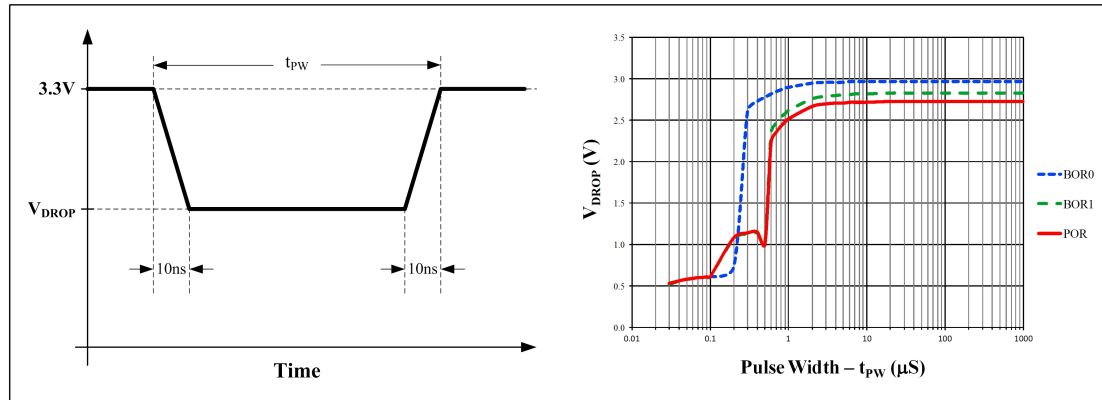 tPW
3.3V
VDROP
10ns
10ns
Time
VDROP (V)
3.5
3.0
2.5
2.0
1.5
1.0
0.5
0.0
0.01
0.1
1
10
100
1000
Pulse Width – tPW (μS)
BOR0
BOR1
POR